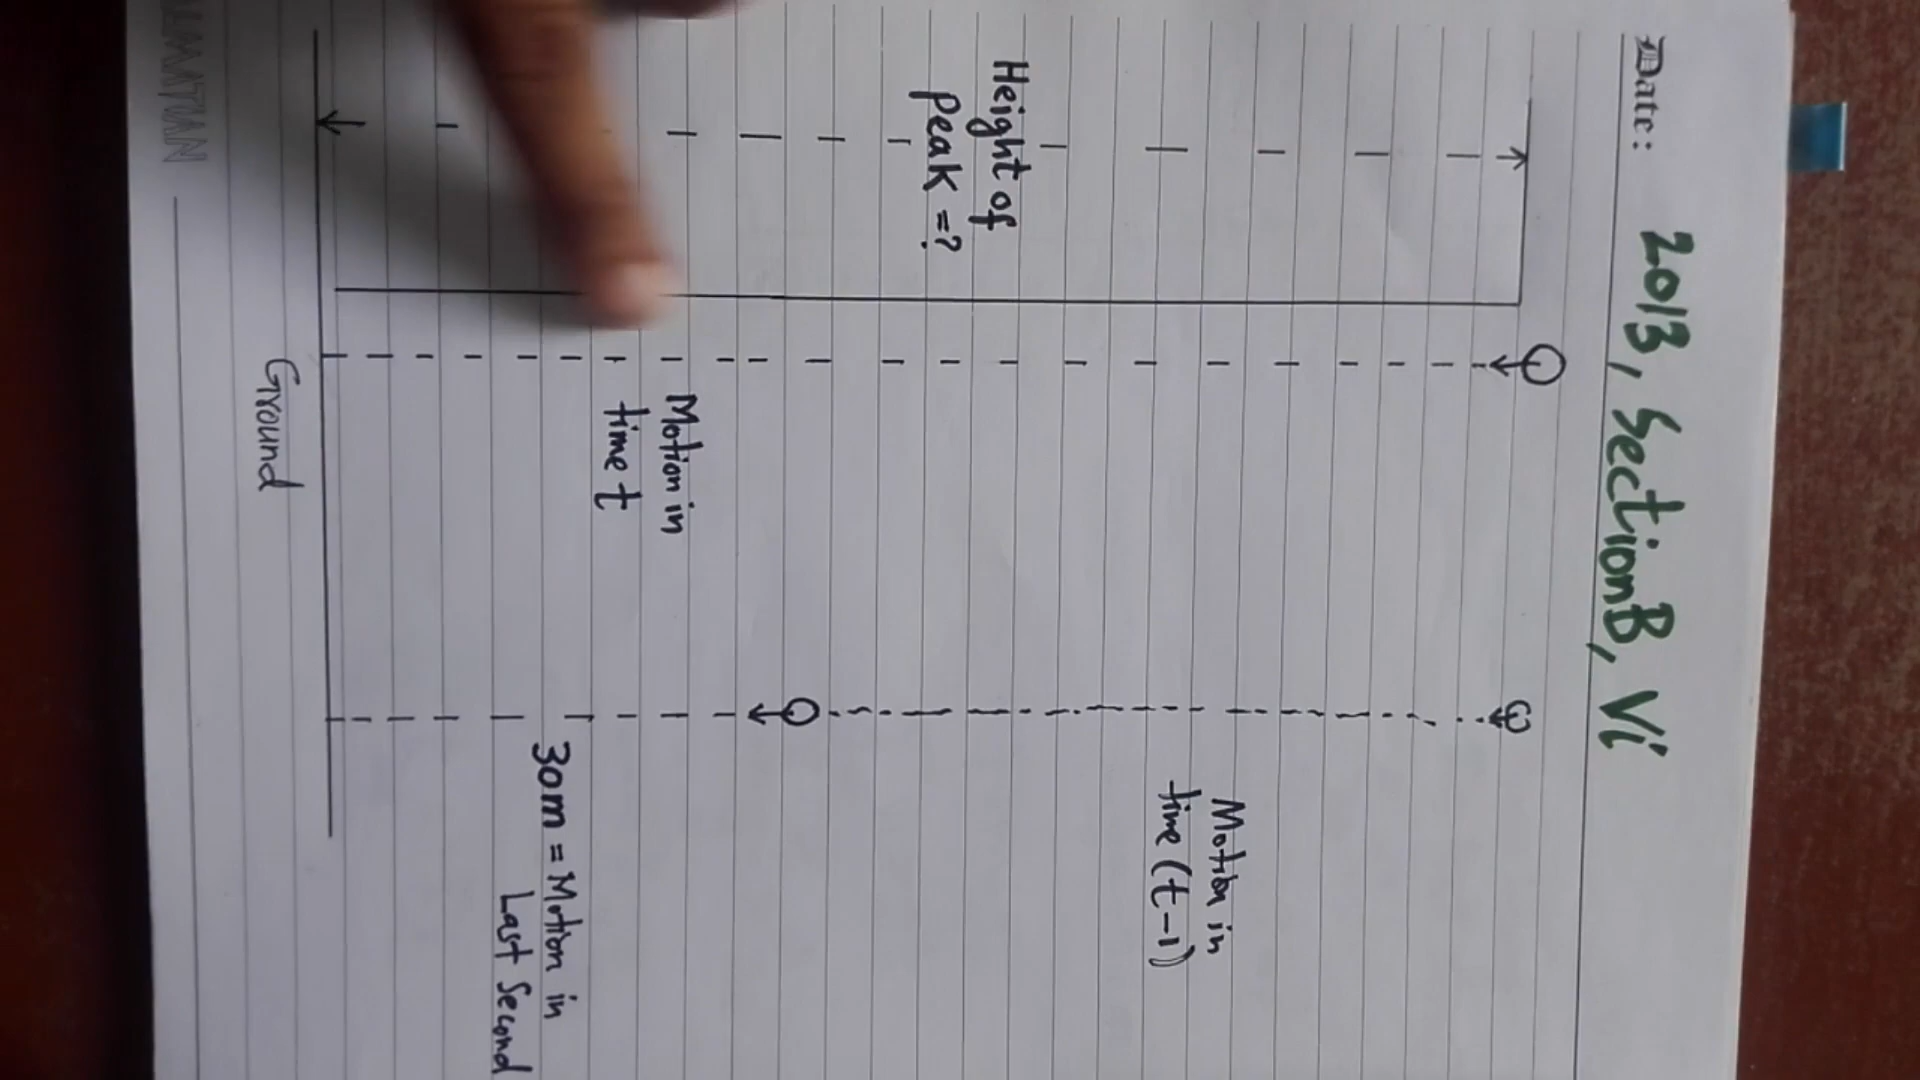 Date:
2013, Section B, Vi
Height of
Peak = ?
Motion in
time t
Motion in
time (t-1)
30m = Motion in
Last Second
Ground